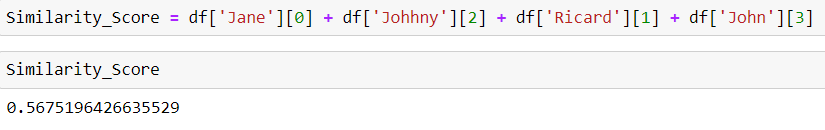 Similarity_Score = df['Jane'][0] + df['Johhny'][2] + df['Ricard'][1] + df['John'][3]
Similarity_Score
0.5675196426635529